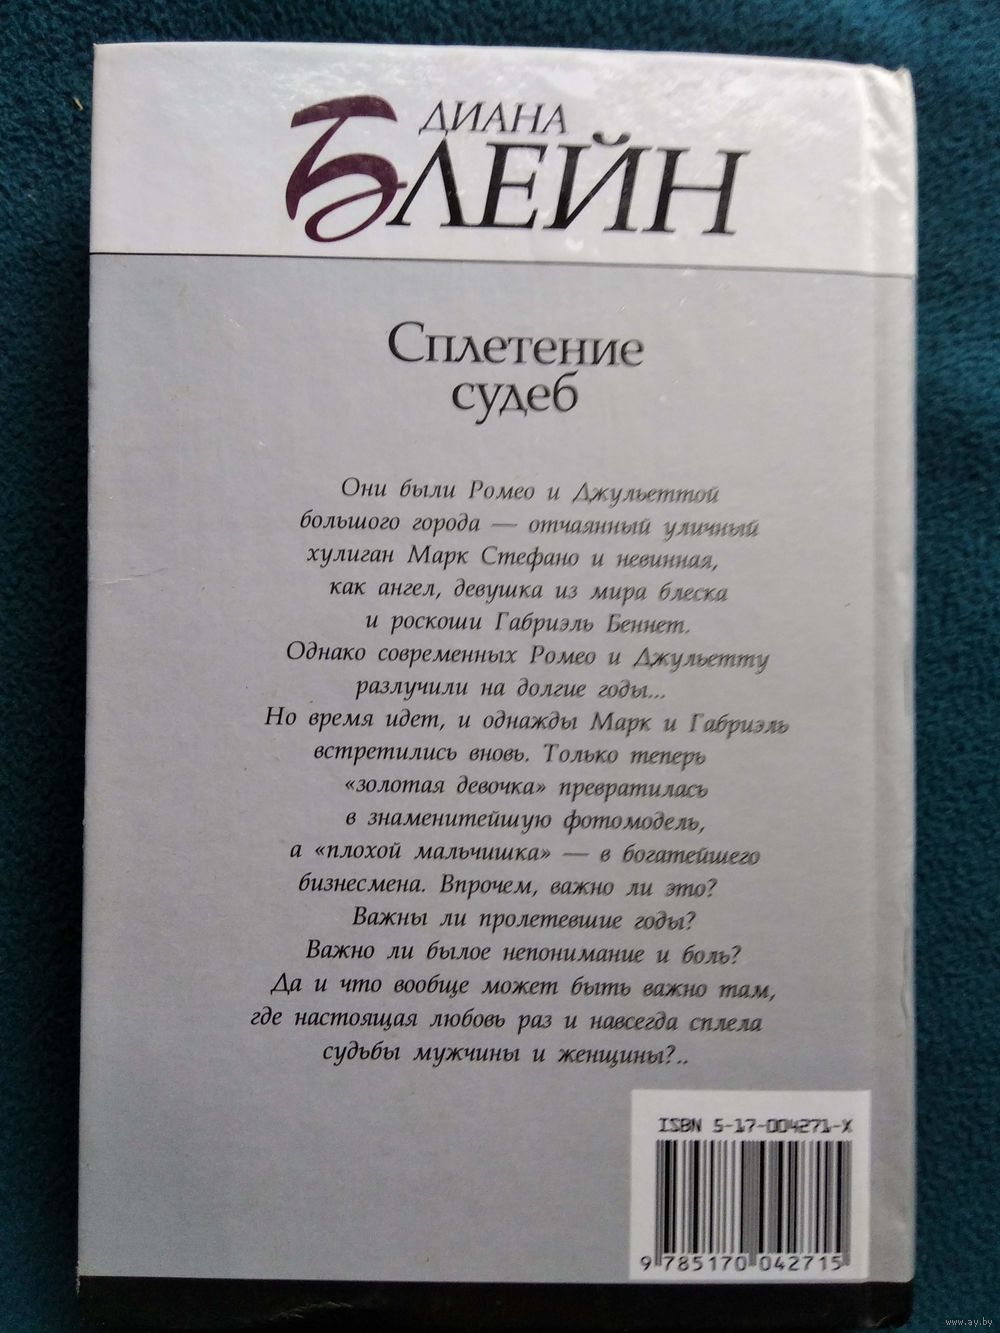 ДИАНА
БЛЕЙН
Сплетение
судеб
Они были Ромео и Джульеттой
большого города — отчаянный уличный
хулиган Марк Стефано и невинная,
как ангел, девушка из мира блеска
и роскоши Габриэль Беннет.
Однако современных Ромео и Джульетту
разлучили на долгие годы...
Но время идет, и однажды Марк и Габриэль
встретились вновь. Только теперь
«золотая девочка» превратилась
в знаменитейшую фотомодель,
а «плохой мальчишка» — в богатейшего
бизнесмена. Впрочем, важно ли это?
Важны ли пролетевшие годы?
Важно ли былое непонимание и боль?
Да и что вообще может быть важно там,
где настоящая любовь раз и навсегда сплела
судьбы мужчины и женщины?..
ISBN 5-17-004271-X
9 785170 042715
www.ay.by